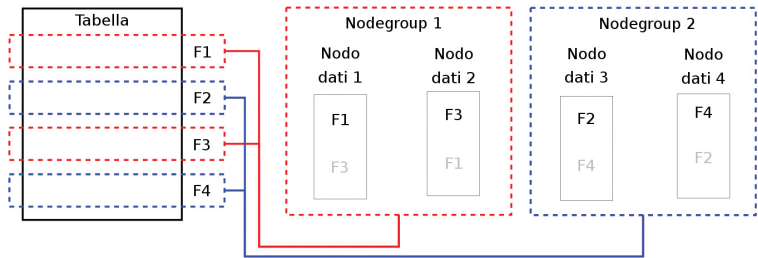 Tabella
F1
F2
F3
F4
Nodegroup 1
Nodo
dati 1
F1
F3
Nodo
dati 2
F3
F1
Nodegroup 2
Nodo
dati 3
F2
F4
Nodo
dati 4
F4
F2